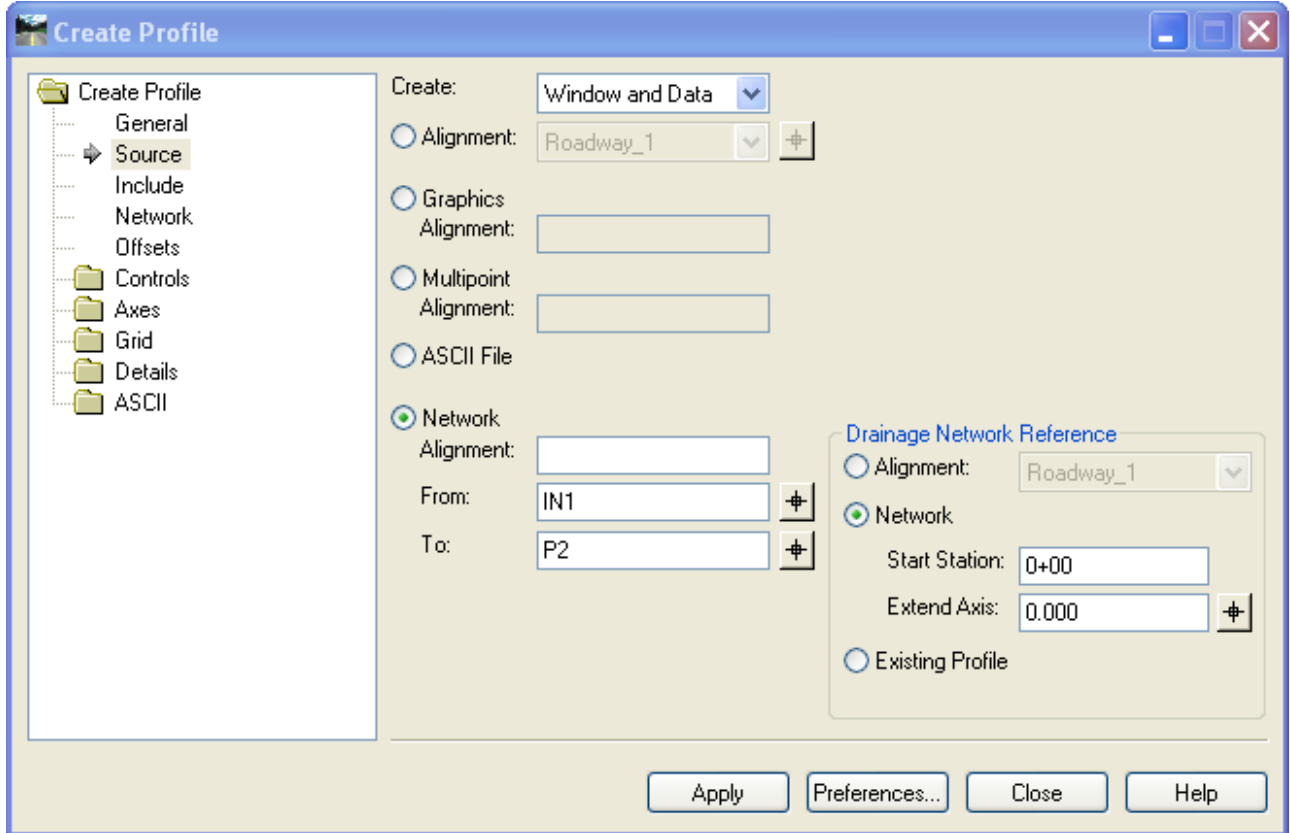 Create Profile
Create Profile
General
Source
Include
Network
Offsets
Controls
Axes
Grid
Details
ASCII
Create: Window and Data
Alignment: Roadway_1
Graphics
Alignment:
Multipoint
Alignment:
ASCII File
Network
Alignment:
From: IN1
To: P2
Drainage Network Reference
Alignment: Roadway_1
Network
Start Station: 0+00
Extend Axis: 0.000
Existing Profile
Apply Preferences... Close Help